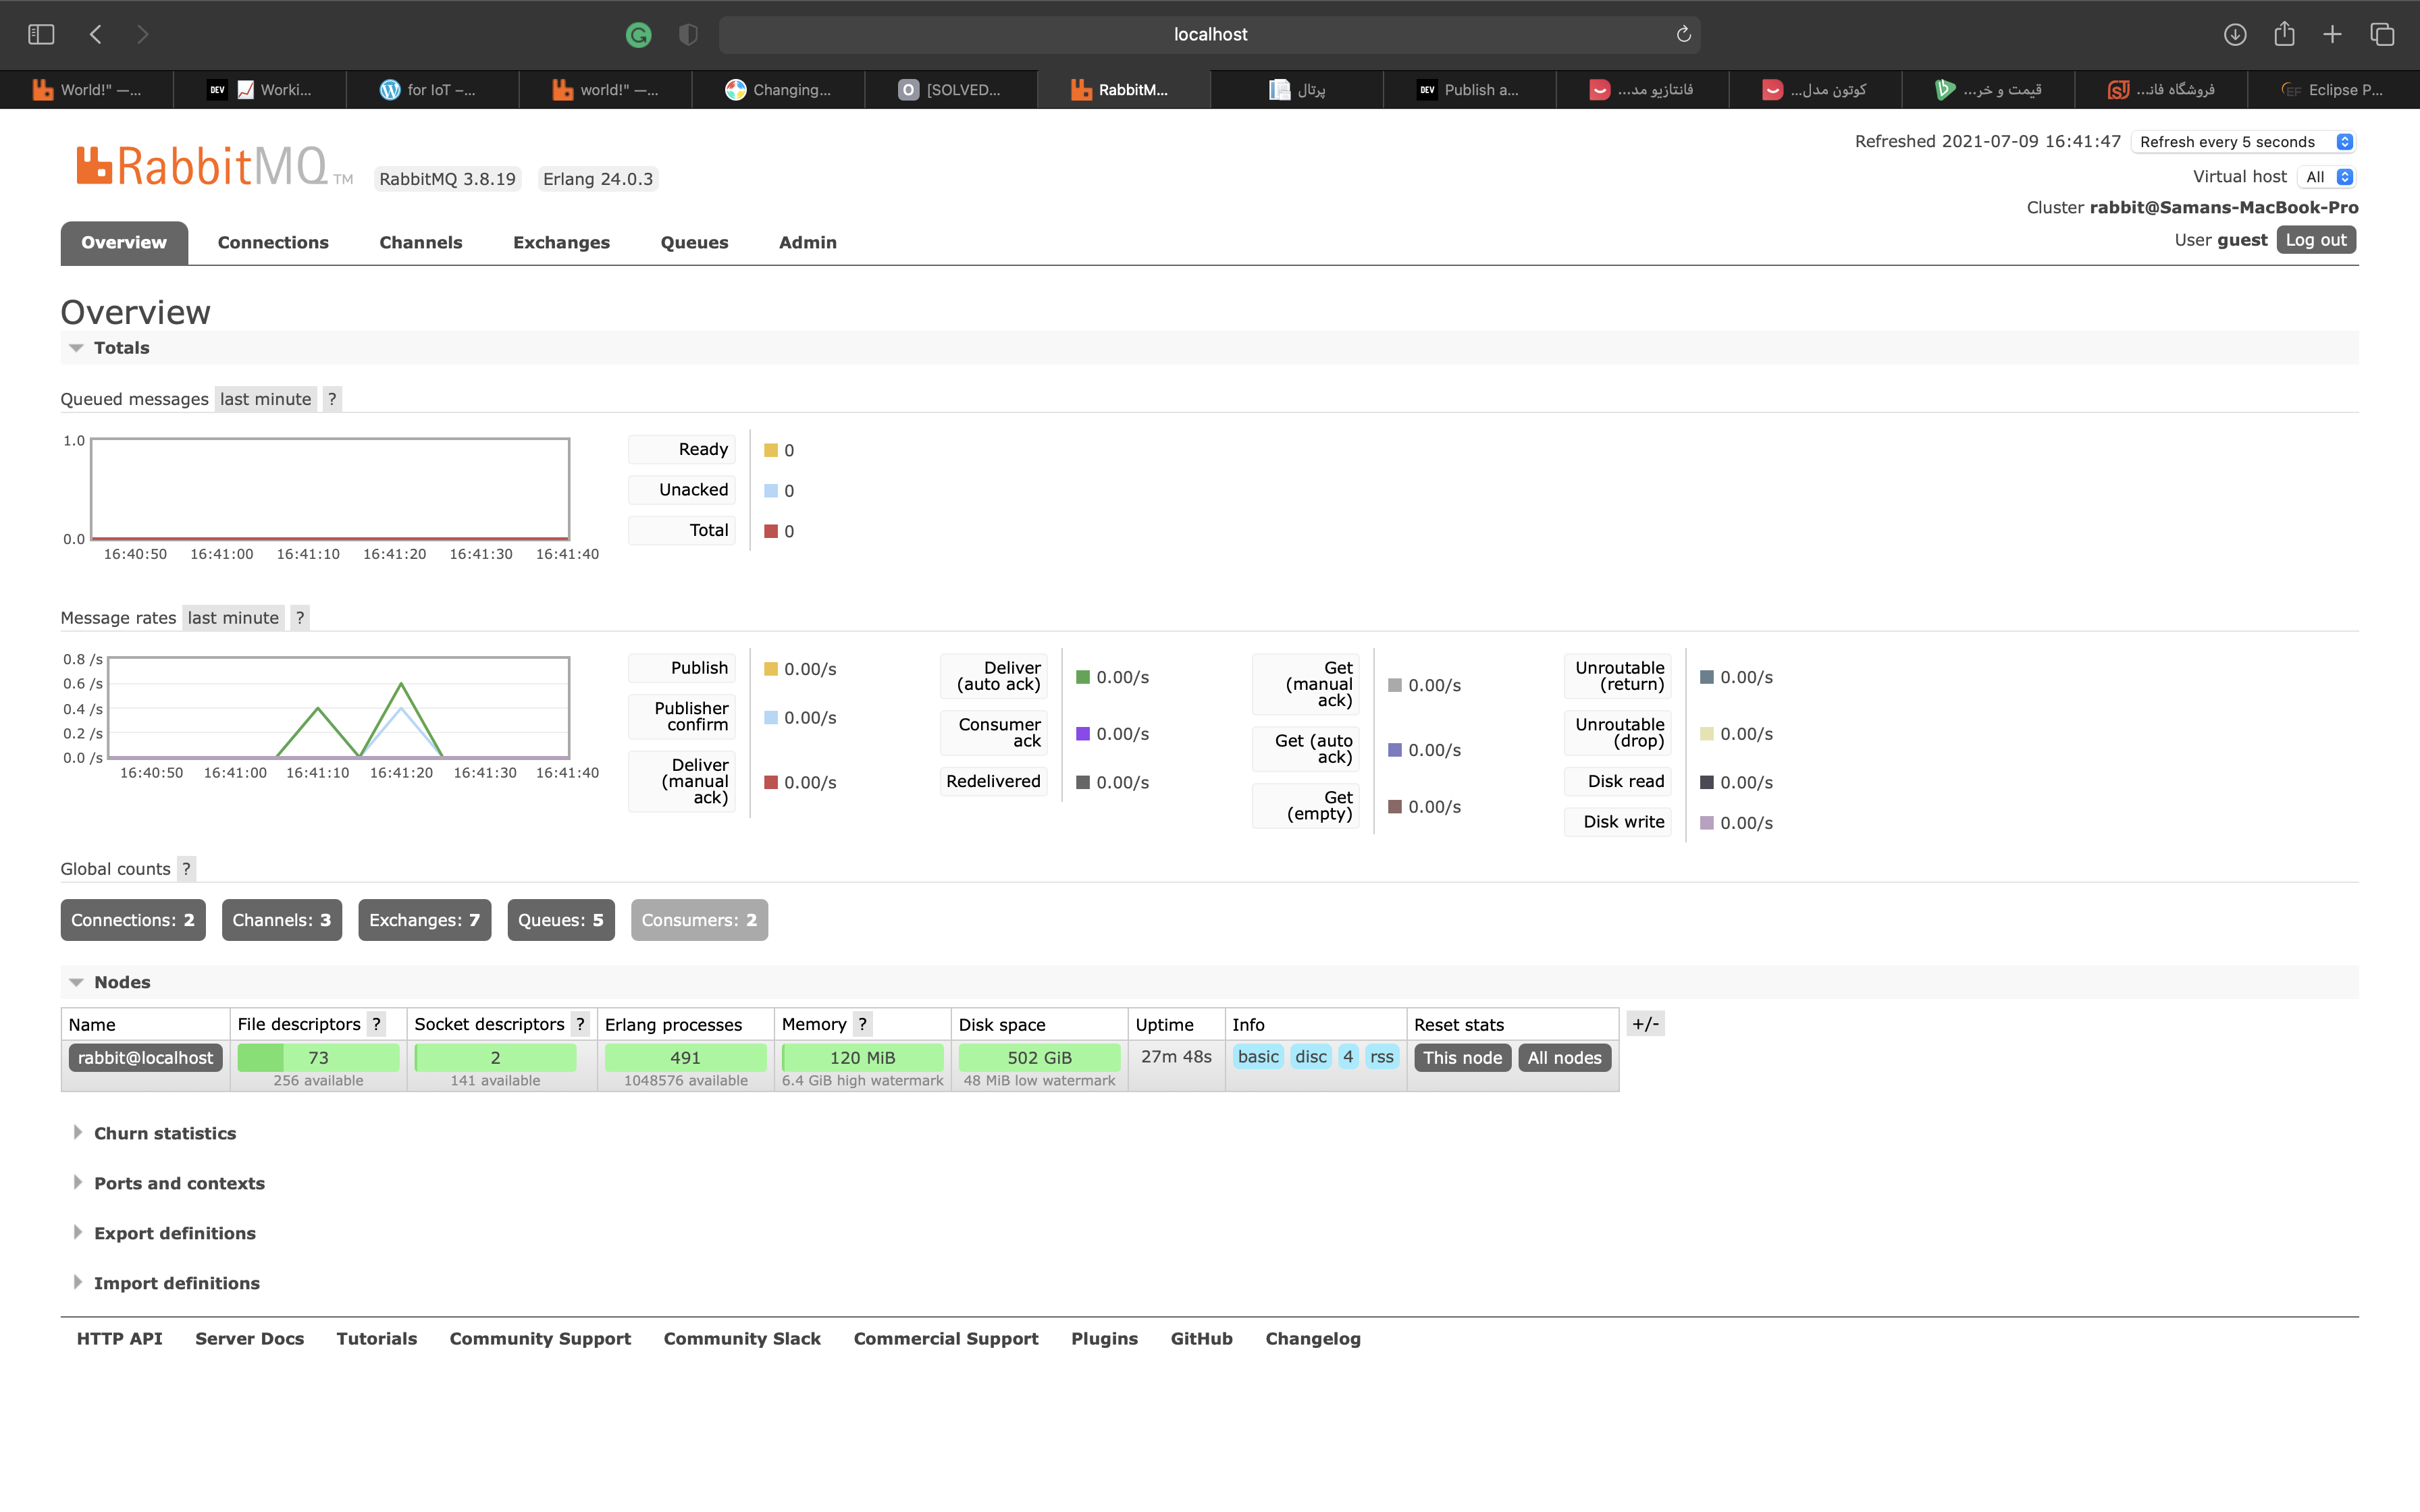 localhost
World!" —...
DEV Worki...
for IoT –...
world!" —...
Changing...
O [SOLVED...
RabbitM...
پرتال
DEV Publish a...
فانتازیو مد...
کوتون مدل...
قیمت و خر...
فروشگاه فان...
EF Eclipse P...
RabbitMQ TM RabbitMQ 3.8.19 Erlang 24.0.3
Refreshed 2021-07-09 16:41:47 Refresh every 5 seconds
Virtual host All
Cluster rabbit@Samans-MacBook-Pro
User guest Log out
Overview Connections Channels Exchanges Queues Admin
Overview
Totals
Queued messages last minute ?
1.0
0.0
16:40:50 16:41:00 16:41:10 16:41:20 16:41:30 16:41:40
Ready 0
Unacked 0
Total 0
Message rates last minute ?
0.8 /s
0.6 /s
0.4 /s
0.2 /s
0.0 /s
16:40:50 16:41:00 16:41:10 16:41:20 16:41:30 16:41:40
Publish 0.00/s
Publisher
confirm 0.00/s
Deliver
(manual
ack) 0.00/s
Deliver
(auto ack) 0.00/s
Consumer
ack 0.00/s
Redelivered 0.00/s
Get
(manual
ack) 0.00/s
Get (auto
ack) 0.00/s
Get
(empty) 0.00/s
Unroutable
(return) 0.00/s
Unroutable
(drop) 0.00/s
Disk read 0.00/s
Disk write 0.00/s
Global counts ?
Connections: 2 Channels: 3 Exchanges: 7 Queues: 5 Consumers: 2
Nodes
Name File descriptors ? Socket descriptors ? Erlang processes Memory ? Disk space Uptime Info Reset stats +/-
rabbit@localhost 73 2 491 120 MiB 502 GiB 27m 48s basic disc 4 rss This node All nodes
256 available 141 available 1048576 available 6.4 GiB high watermark 48 MiB low watermark
Churn statistics
Ports and contexts
Export definitions
Import definitions
HTTP API Server Docs Tutorials Community Support Community Slack Commercial Support Plugins GitHub Changelog